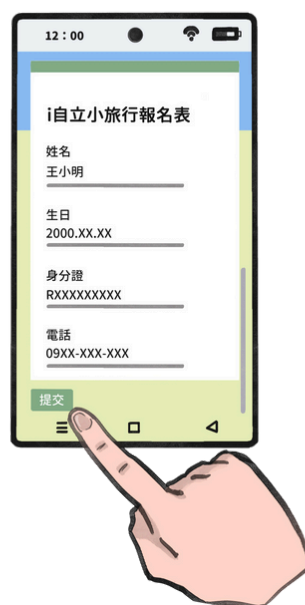 12：00
i自立小旅行報名表
姓名
王小明
生日
2000.XX.XX
身分證
RXXXXXXXXX
電話
09XX-XXX-XXX
提交